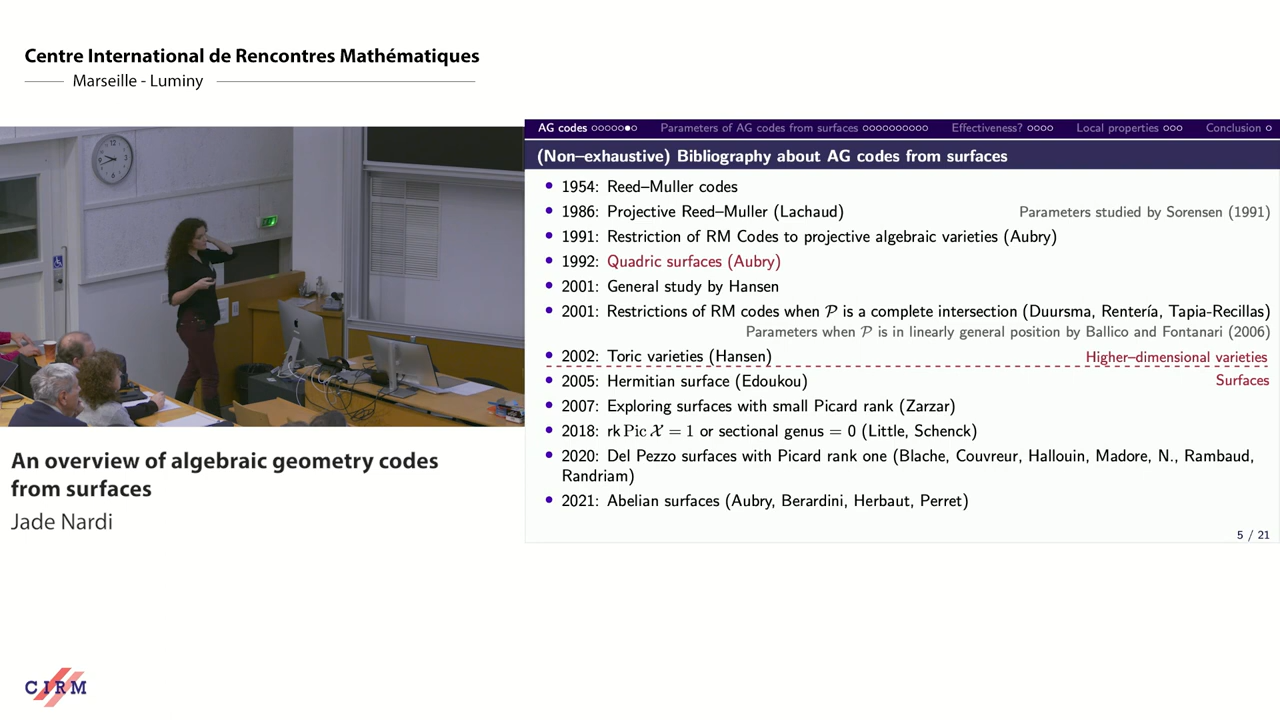 Centre International de Rencontres Mathématiques
Marseille - Luminy
AG codes Parameters of AG codes from surfaces Effectiveness? Local properties Conclusion
(Non–exhaustive) Bibliography about AG codes from surfaces
• 1954: Reed–Muller codes
• 1986: Projective Reed–Muller (Lachaud) Parameters studied by Sorensen (1991)
• 1991: Restriction of RM Codes to projective algebraic varieties (Aubry)
• 1992: Quadric surfaces (Aubry)
• 2001: General study by Hansen
• 2001: Restrictions of RM codes when 𝒫 is a complete intersection (Duursma, Rentería, Tapia-Recillas)
Parameters when 𝒫 is in linearly general position by Ballico and Fontanari (2006)
• 2002: Toric varieties (Hansen) Higher–dimensional varieties
• 2005: Hermitian surface (Edoukou) Surfaces
• 2007: Exploring surfaces with small Picard rank (Zarzar)
• 2018: rk Pic 𝒳 = 1 or sectional genus = 0 (Little, Schenck)
• 2020: Del Pezzo surfaces with Picard rank one (Blache, Couvreur, Hallouin, Madore, N., Rambaud,
Randriam)
• 2021: Abelian surfaces (Aubry, Berardini, Herbaut, Perret)
5 / 21
An overview of algebraic geometry codes
from surfaces
Jade Nardi
CIRM